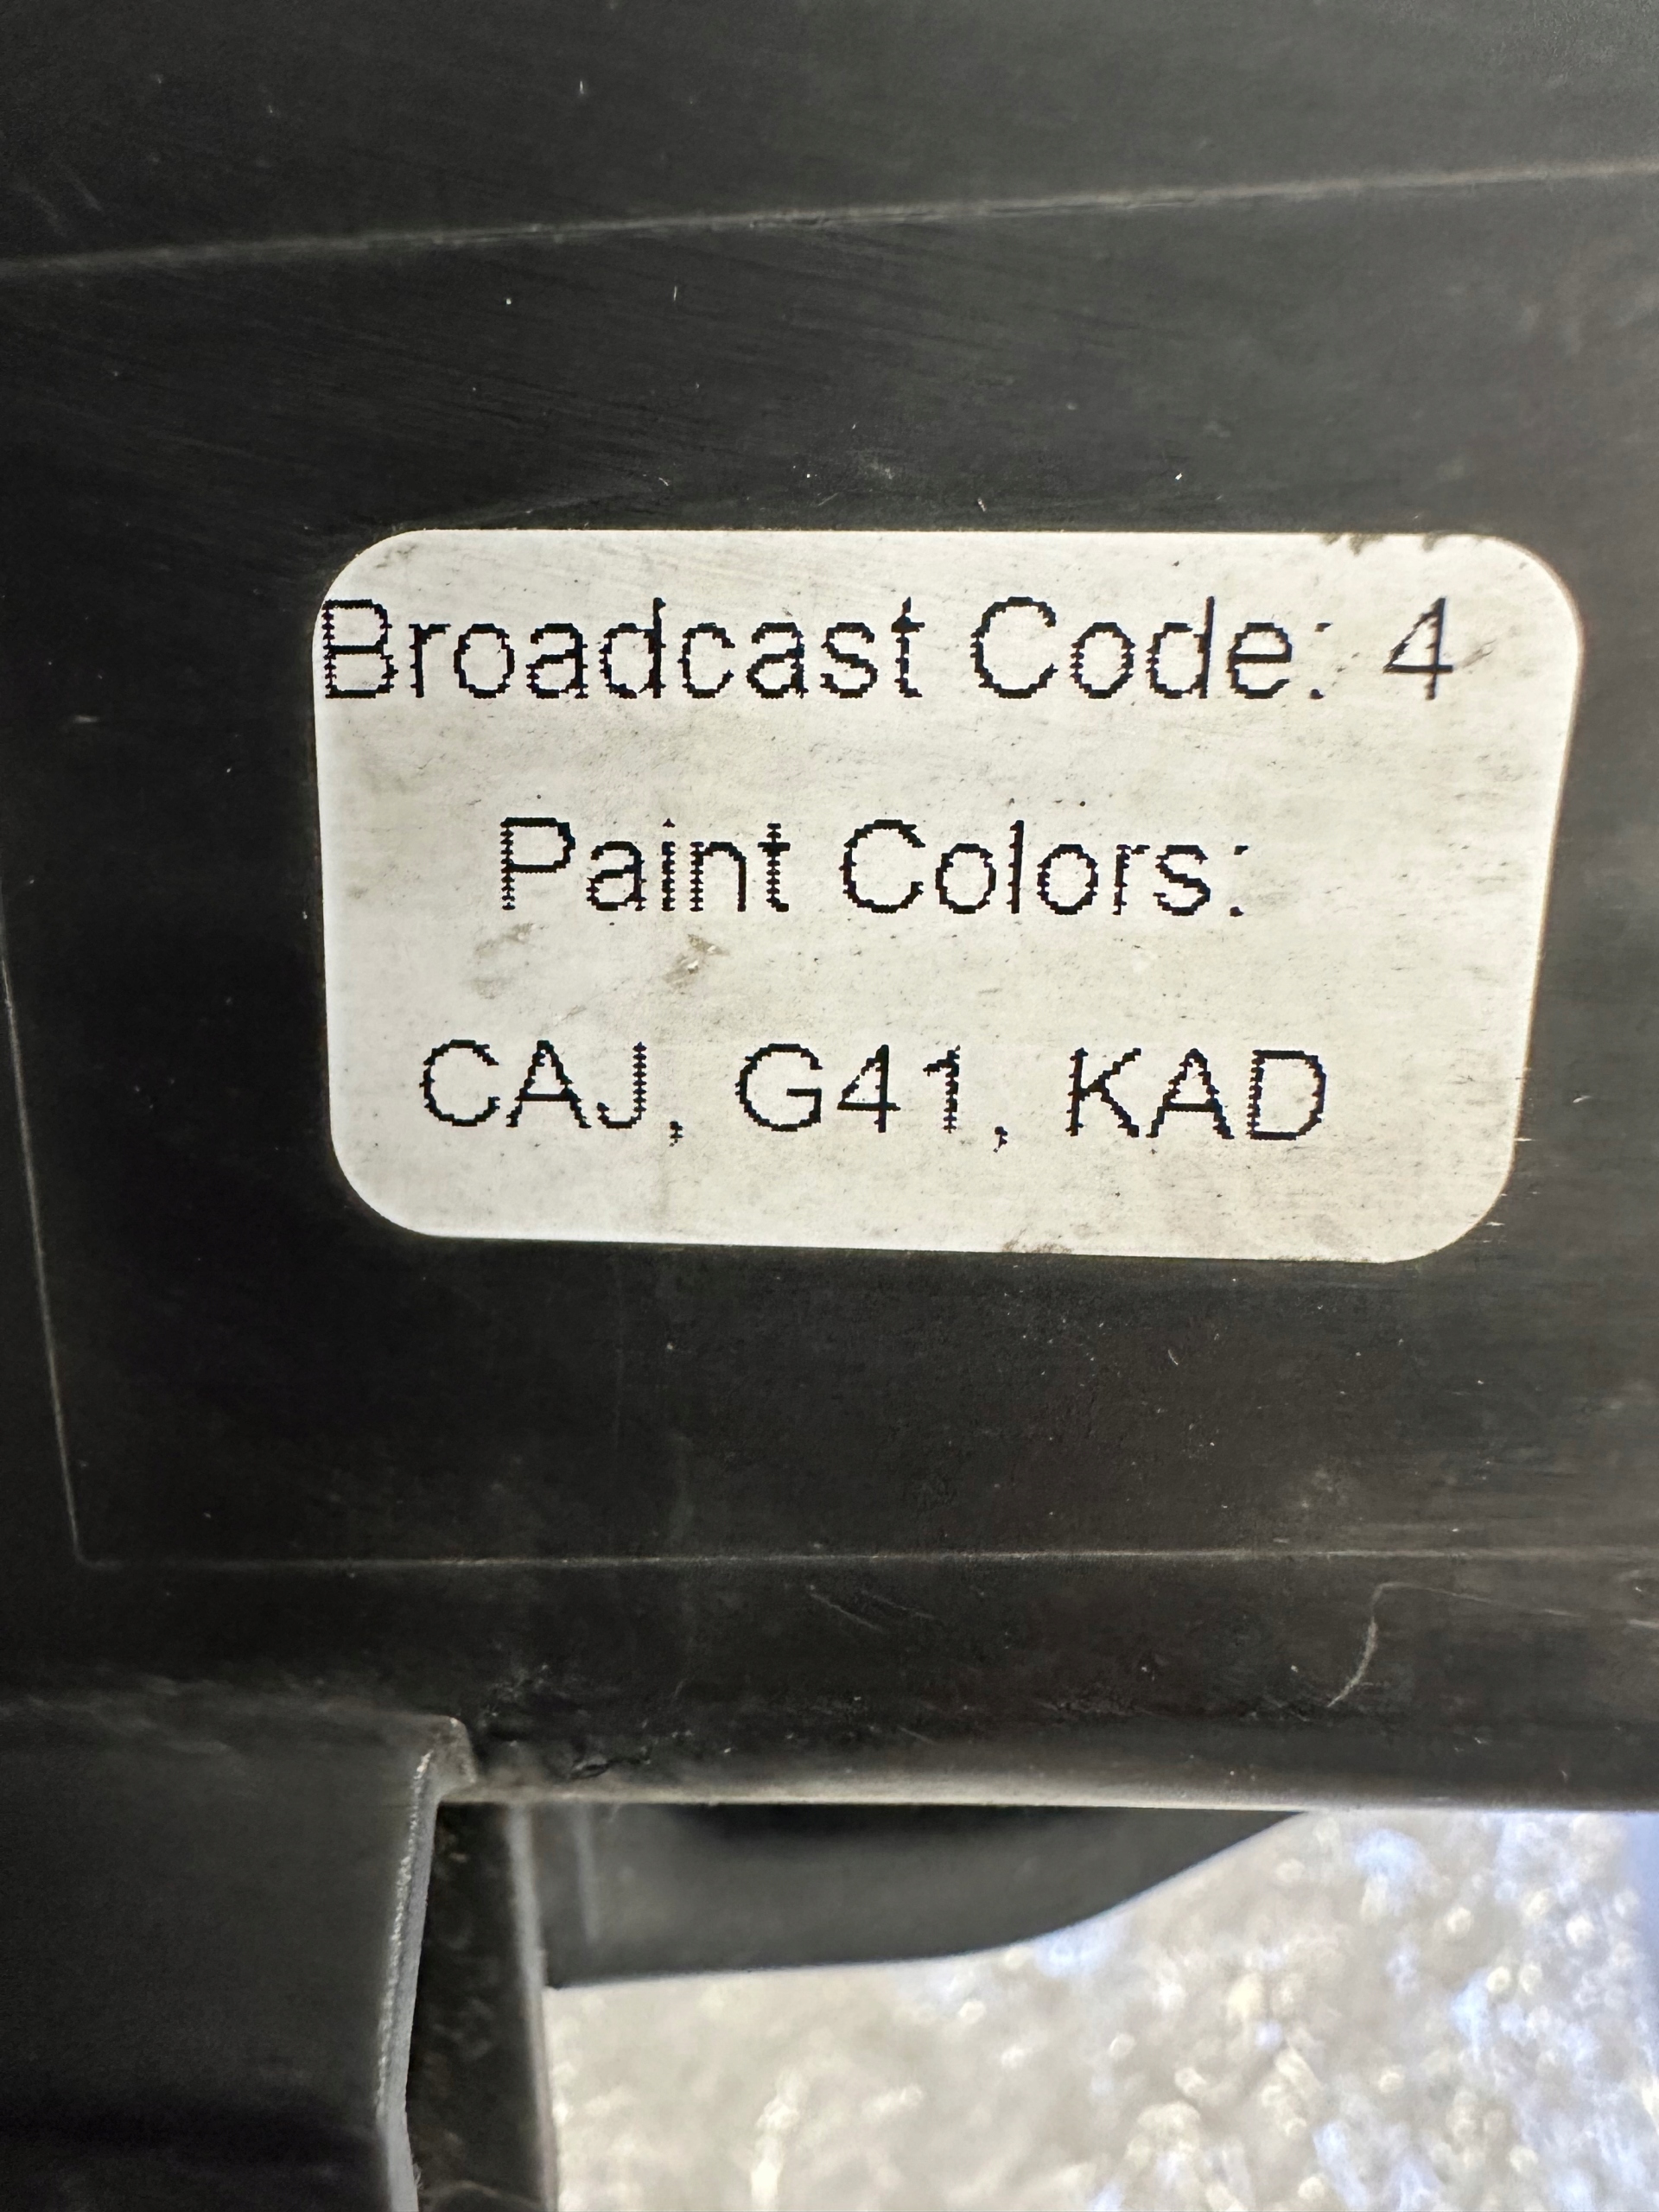 Broadcast Code: 4
Paint Colors:
CAJ, G41, KAD